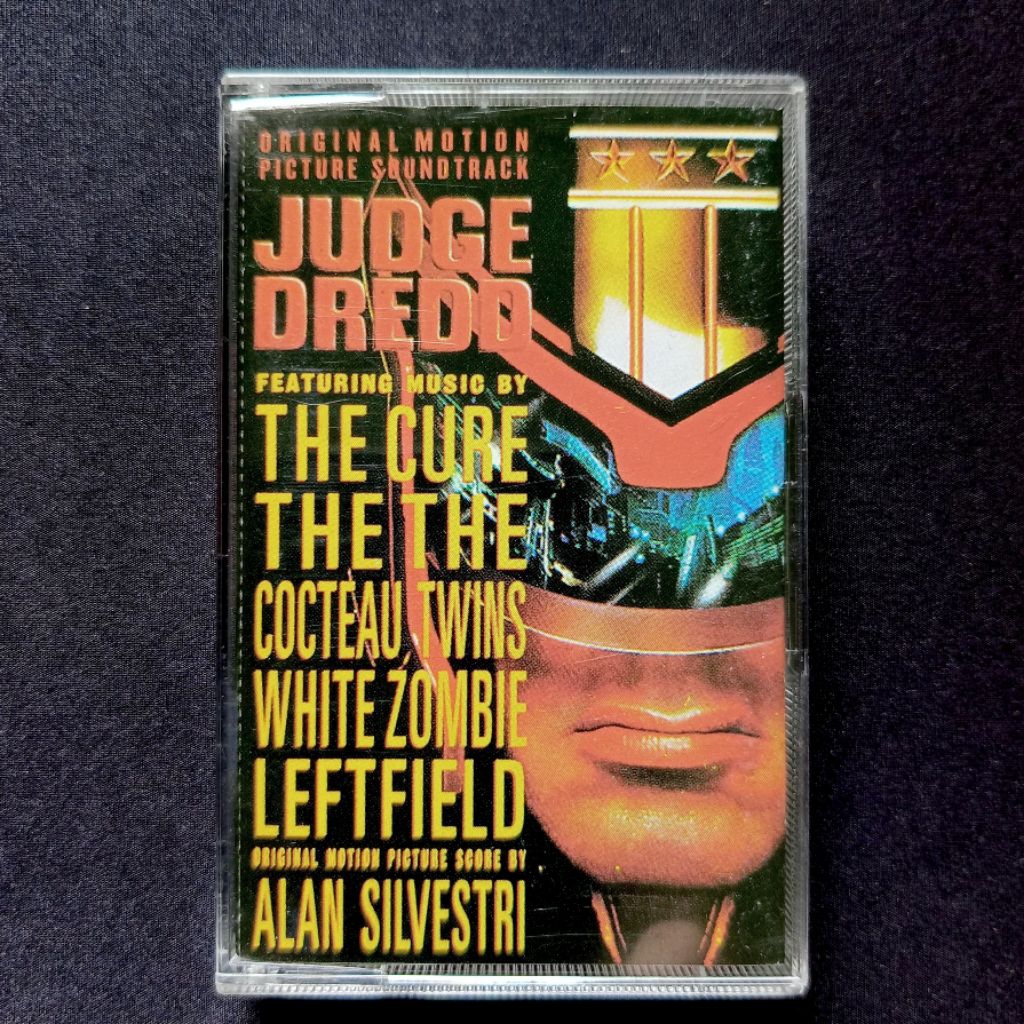 ORIGINAL MOTION
PICTURE SOUNDTRACK
JUDGE
DREDD
FEATURING MUSIC BY
THE CURE
THE THE
COCTEAU TWINS
WHITE ZOMBIE
LEFTFIELD
ORIGINAL MOTION PICTURE SCORE BY
ALAN SILVESTRI